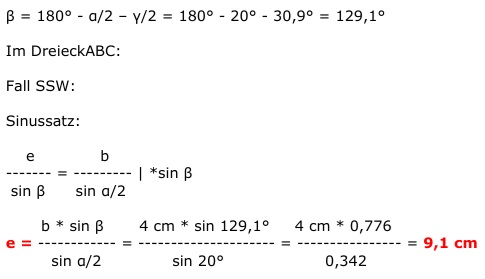 β = 180° - α/2 – γ/2 = 180° - 20° - 30,9° = 129,1°
Im DreieckABC:
Fall SSW:
Sinussatz:
e b
------- = --------- | *sin β
sin β sin α/2
b * sin β 4 cm * sin 129,1° 4 cm * 0,776
e = ------------ = --------------------- = ---------------- = 9,1 cm
sin α/2 sin 20° 0,342